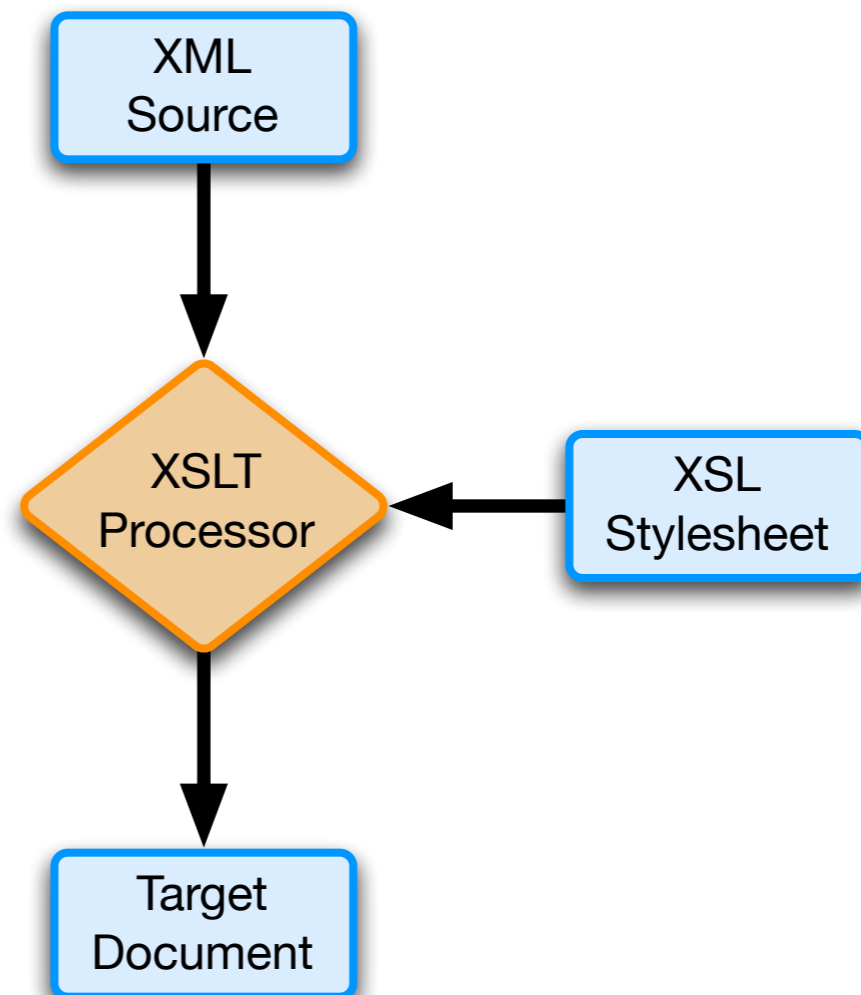 XML
Source
XSLT
Processor
XSL
Stylesheet
Target
Document